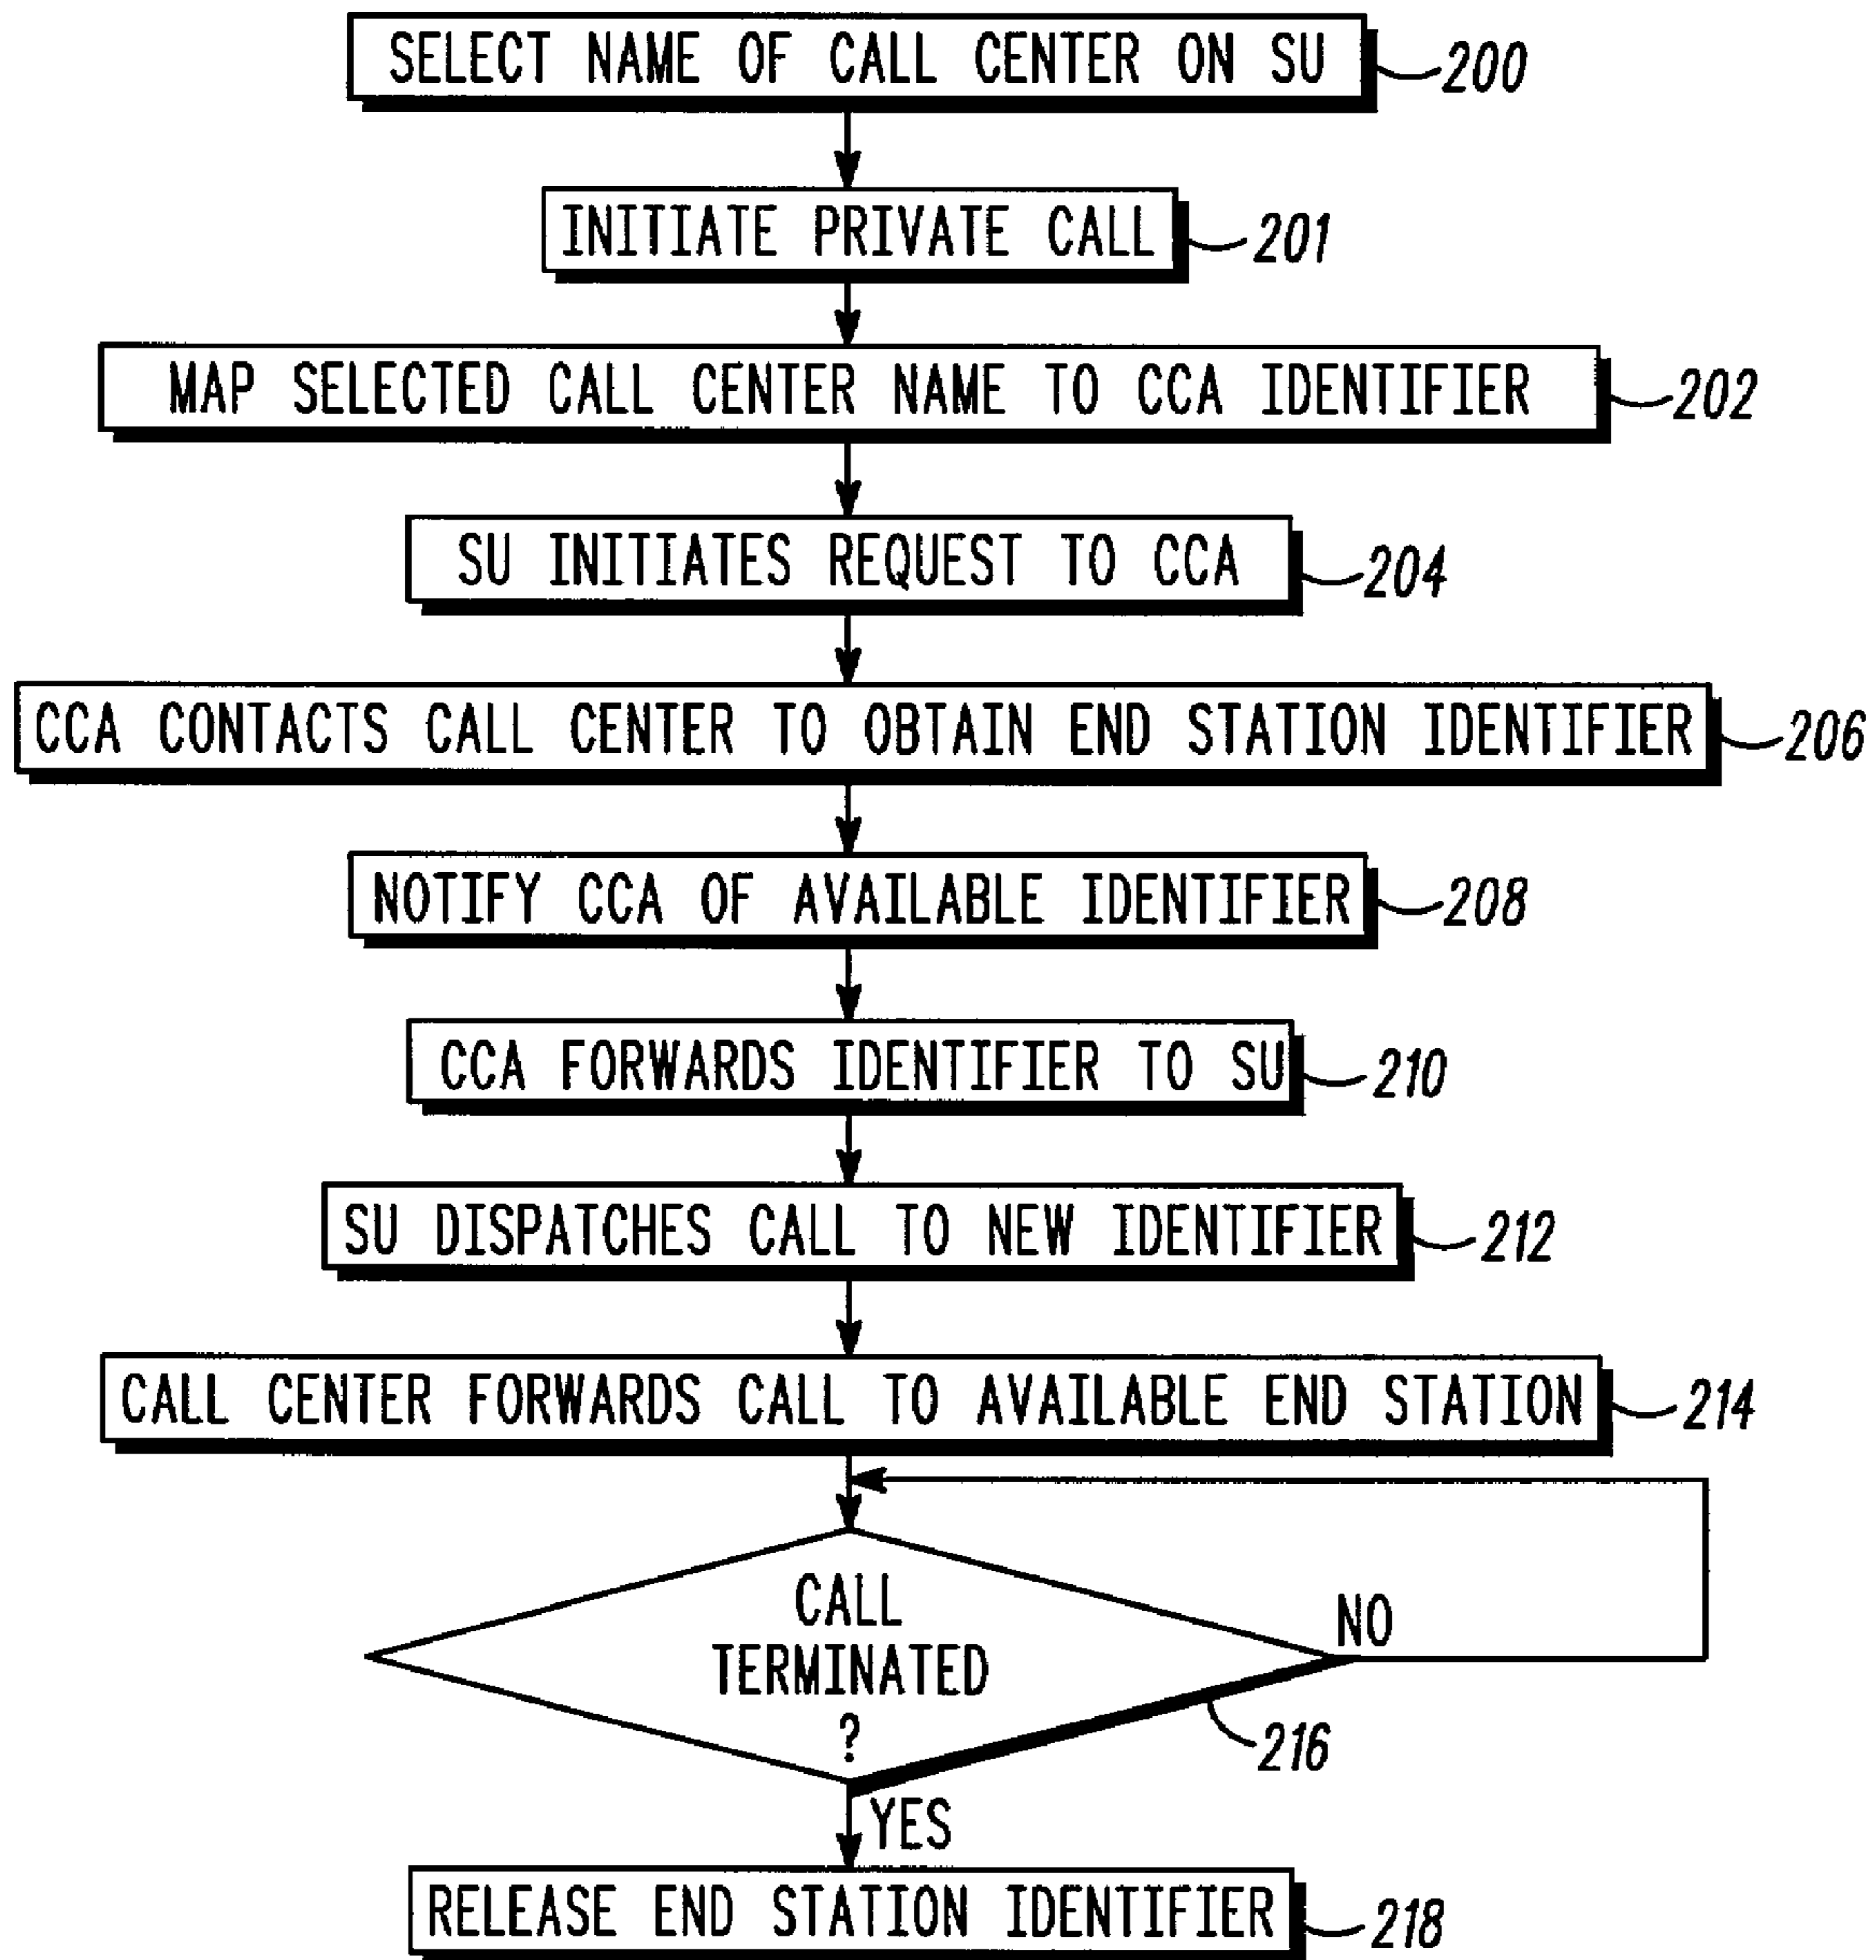 SELECT NAME OF CALL CENTER ON SU 200
INITIATE PRIVATE CALL 201
MAP SELECTED CALL CENTER NAME TO CCA IDENTIFIER 202
SU INITIATES REQUEST TO CCA 204
CCA CONTACTS CALL CENTER TO OBTAIN END STATION IDENTIFIER 206
NOTIFY CCA OF AVAILABLE IDENTIFIER 208
CCA FORWARDS IDENTIFIER TO SU 210
SU DISPATCHES CALL TO NEW IDENTIFIER 212
CALL CENTER FORWARDS CALL TO AVAILABLE END STATION 214
CALL
TERMINATED
?
NO
216
YES
RELEASE END STATION IDENTIFIER 218